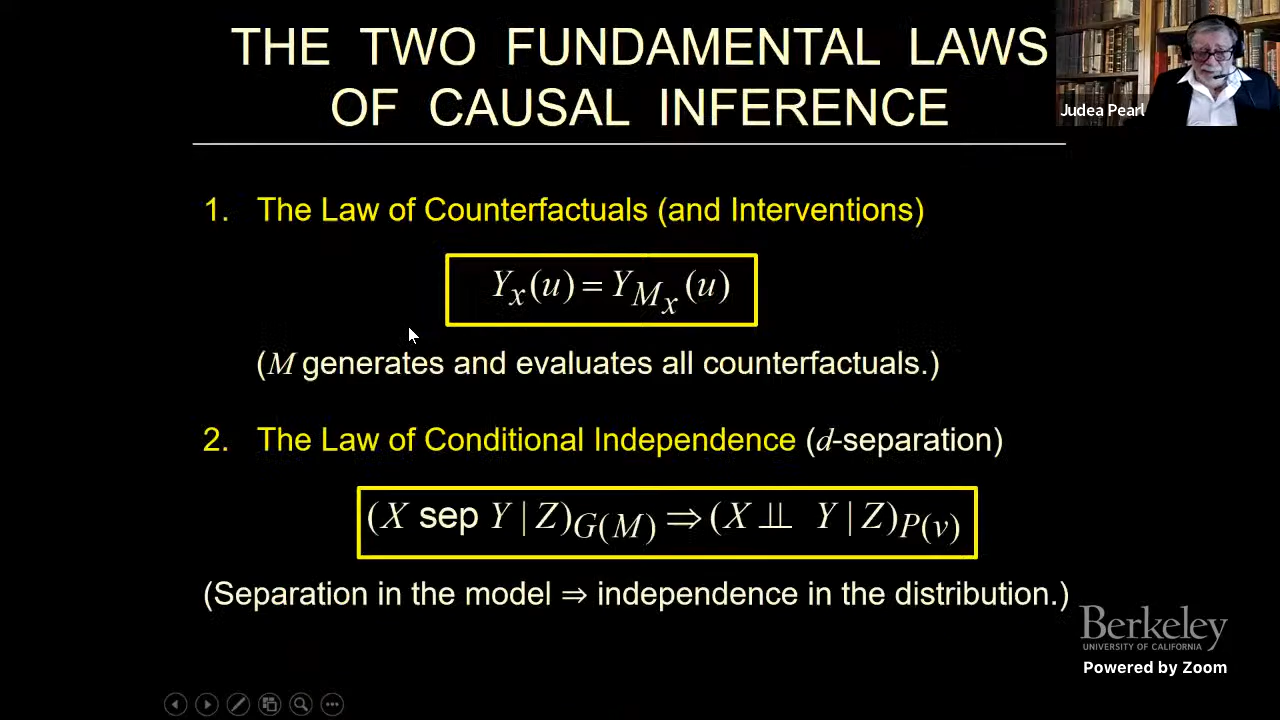 THE TWO FUNDAMENTAL LAWS
OF CAUSAL INFERENCE
Judea Pearl
1. The Law of Counterfactuals (and Interventions)
Yₓ(u) = Y_{Mₓ}(u)
(M generates and evaluates all counterfactuals.)
2. The Law of Conditional Independence (d-separation)
(X sep Y | Z)_{G(M)} ⇒ (X ⫫ Y | Z)_{P(v)}
(Separation in the model ⇒ independence in the distribution.)
Berkeley
UNIVERSITY OF CALIFORNIA
Powered by Zoom